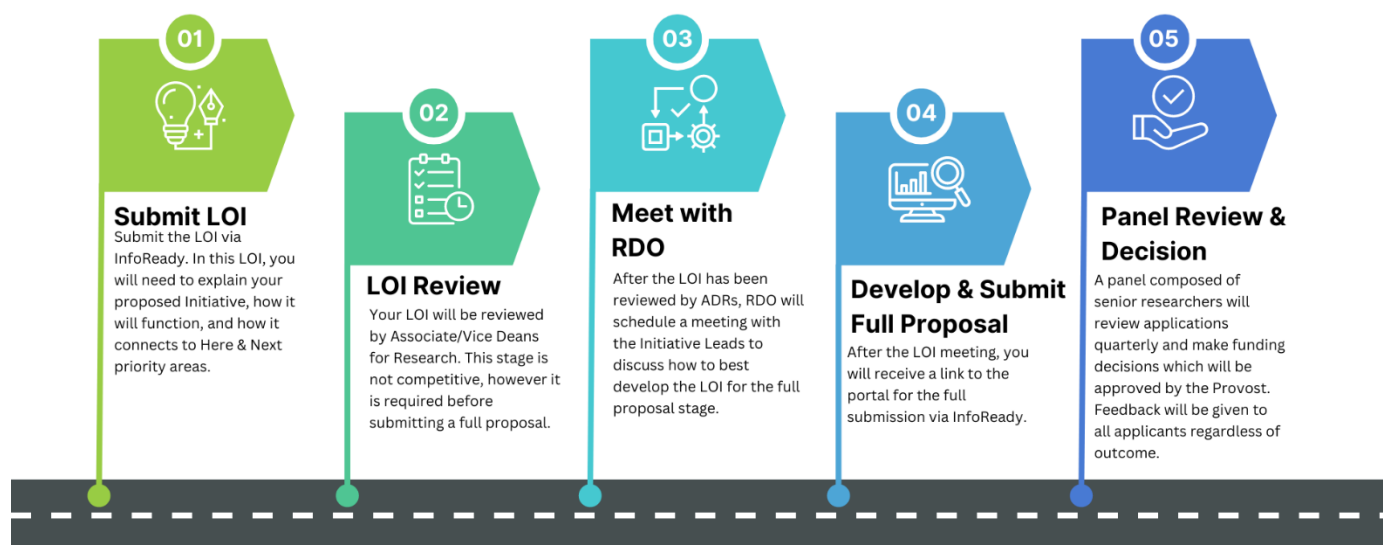 01
Submit LOI
Submit the LOI via
InfoReady. In this LOI, you
will need to explain your
proposed Initiative, how it
will function, and how it
connects to Here & Next
priority areas.
02
LOI Review
Your LOI will be reviewed
by Associate/Vice Deans
for Research. This stage is
not competitive, however it
is required before
submitting a full proposal.
03
Meet with
RDO
After the LOI has been
reviewed by ADRs, RDO will
schedule a meeting with
the Initiative Leads to
discuss how to best
develop the LOI for the full
proposal stage.
04
Develop & Submit
Full Proposal
After the LOI meeting, you
will receive a link to the
portal for the full
submission via InfoReady.
05
Panel Review &
Decision
A panel composed of
senior researchers will
review applications
quarterly and make funding
decisions which will be
approved by the Provost.
Feedback will be given to
all applicants regardless of
outcome.